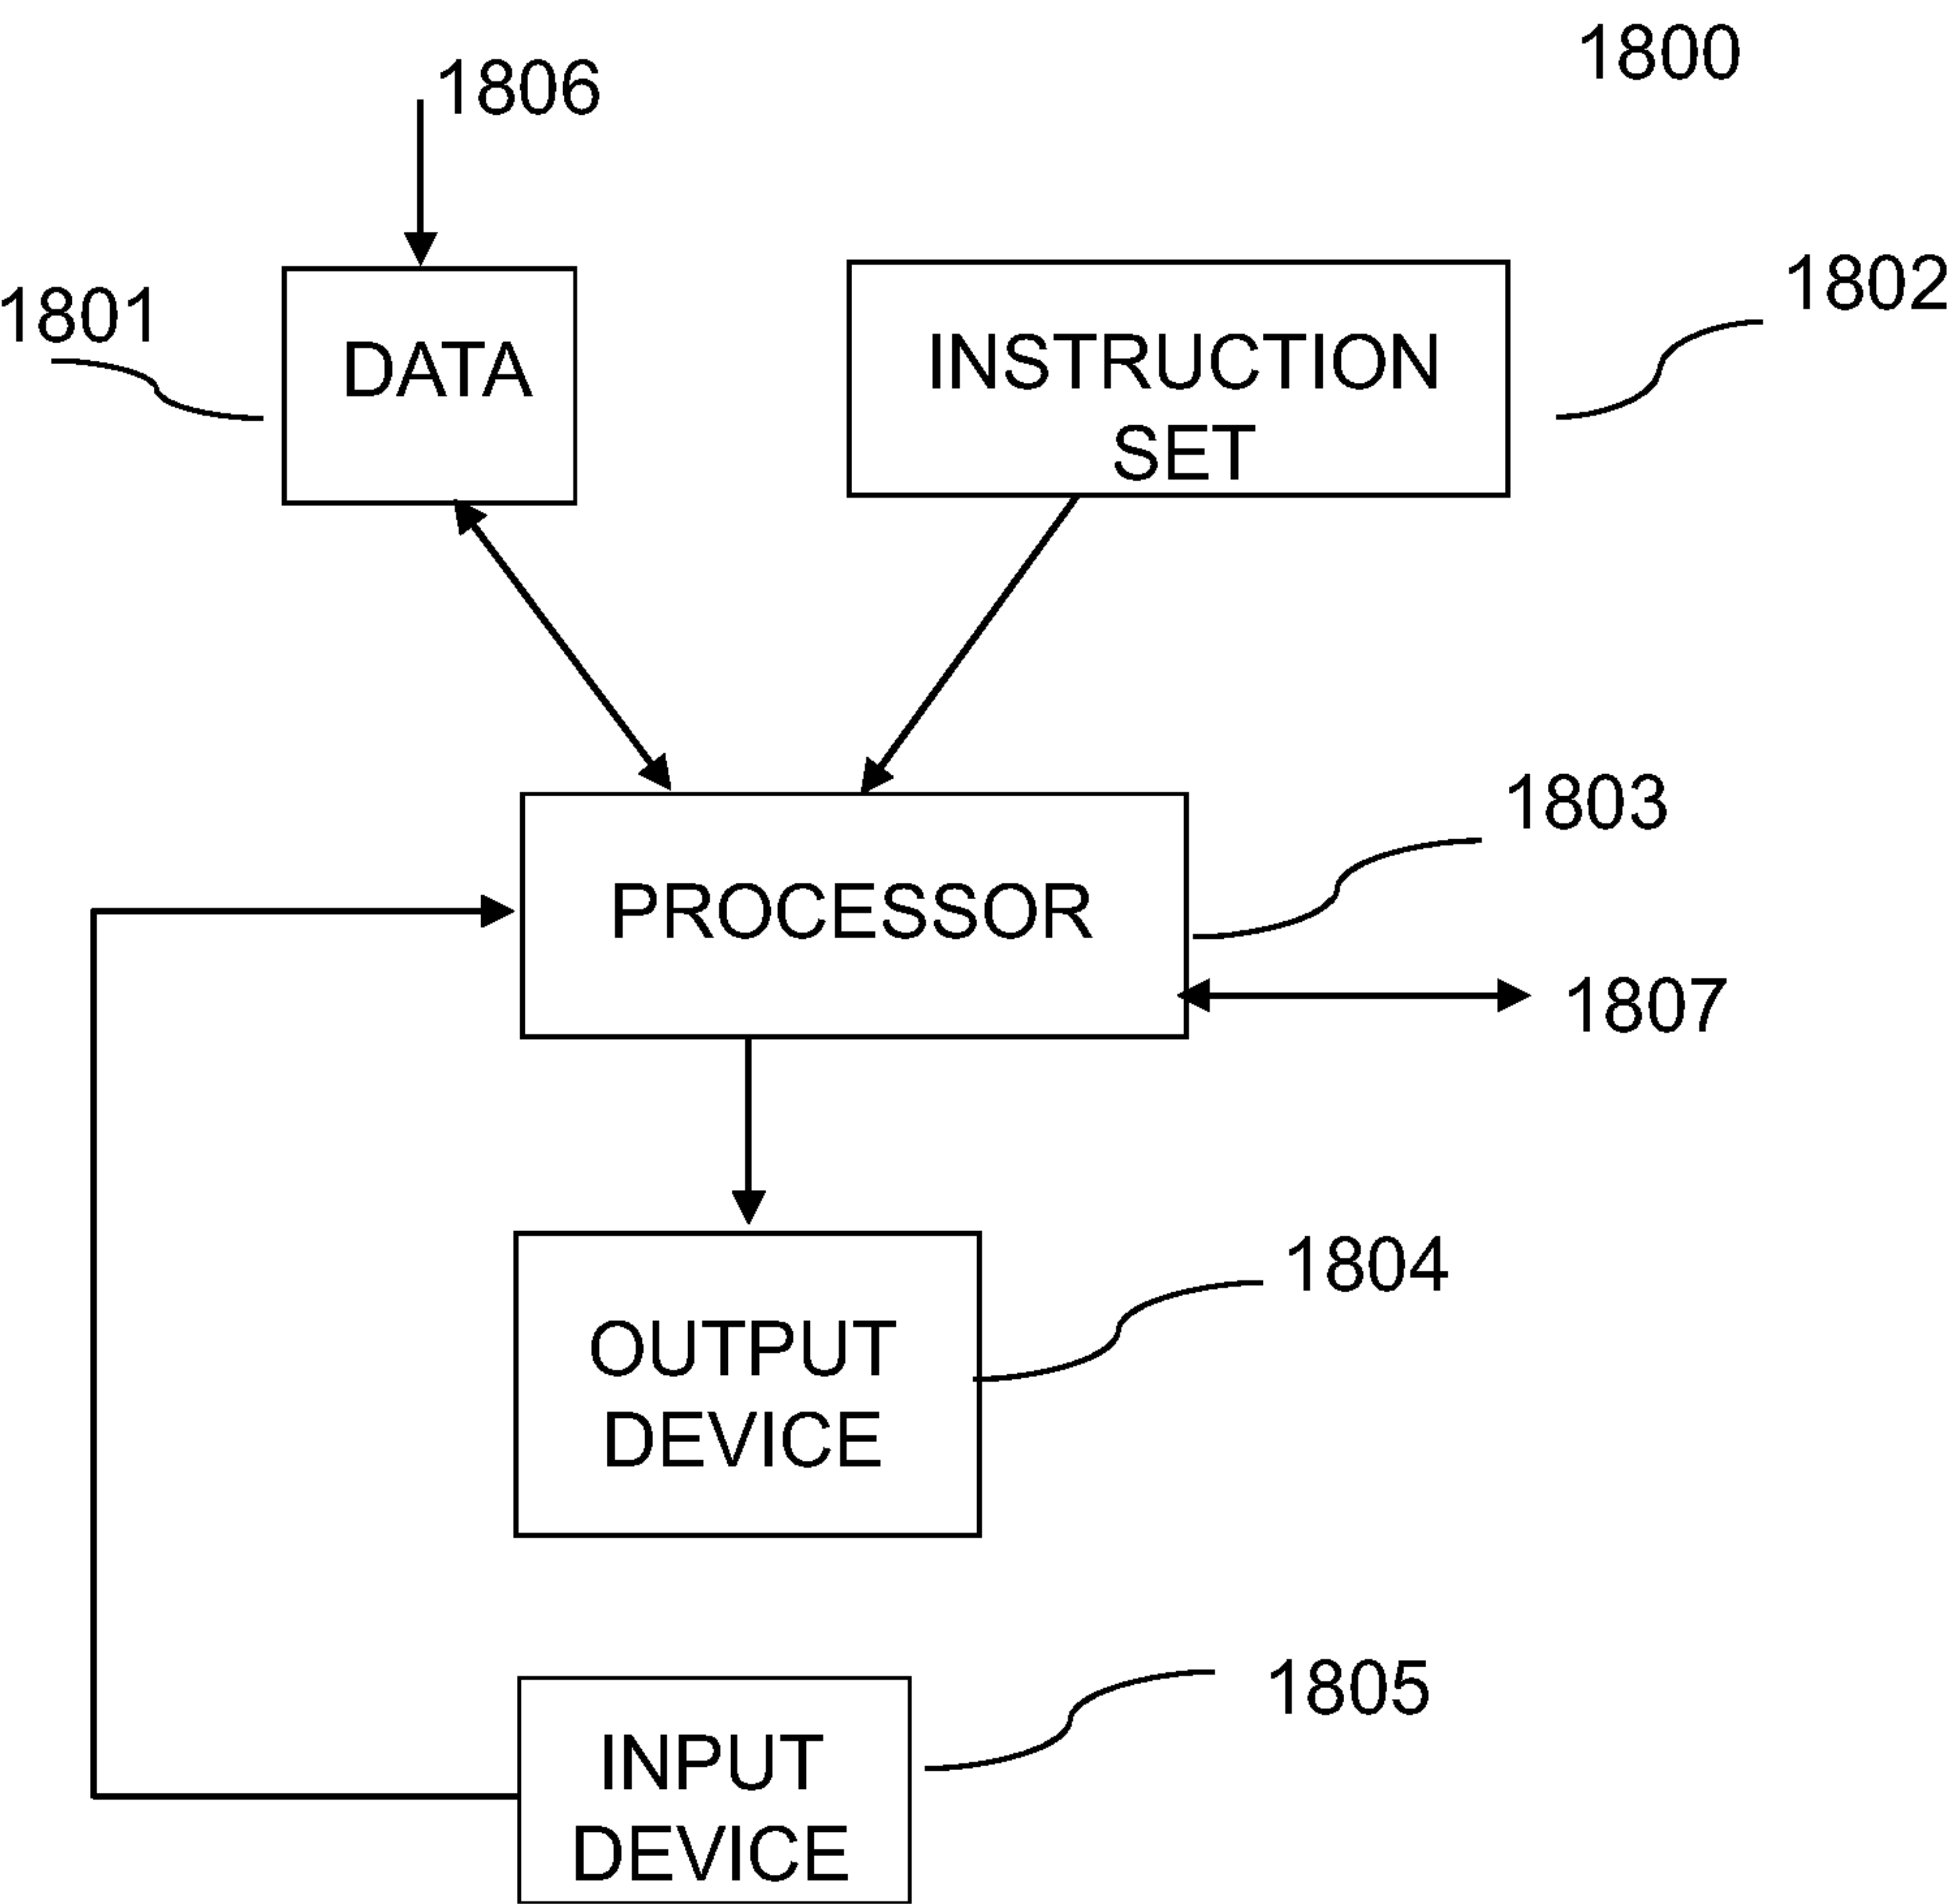 1800
1806
1801
1802
DATA
INSTRUCTION
SET
1803
PROCESSOR
1807
1804
OUTPUT
DEVICE
1805
INPUT
DEVICE